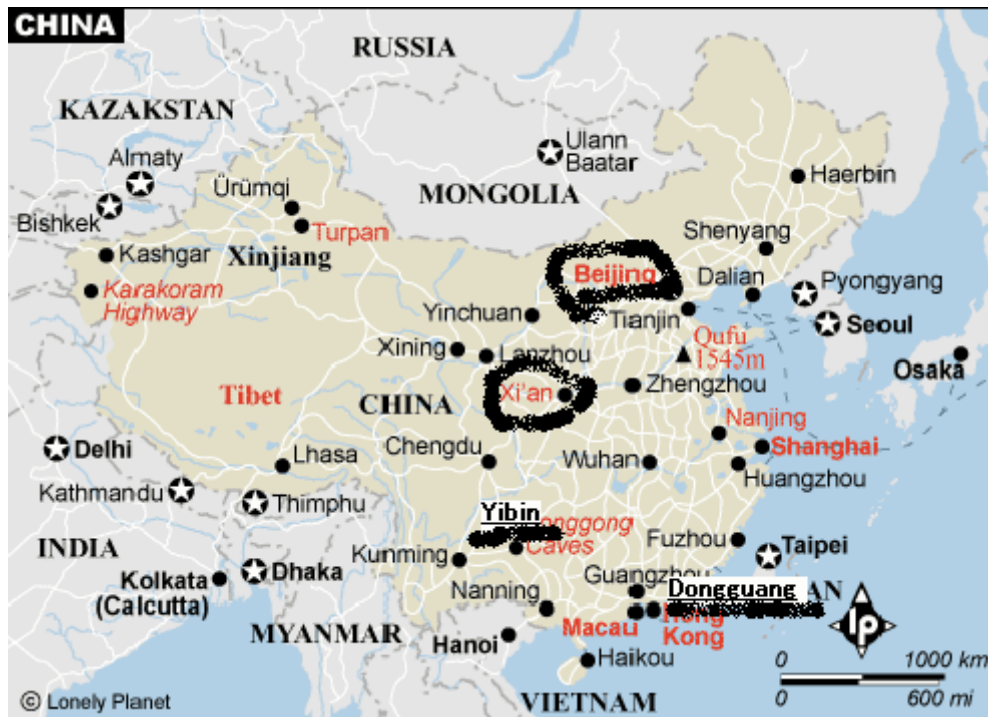 CHINA
RUSSIA
KAZAKSTAN
Almaty
Ulann
Baatar
Haerbin
Bishkek
Ürümqi
MONGOLIA
Turpan
Shenyang
Kashgar
Xinjiang
Beijing
Dalian
Pyongyang
Karakoram
Highway
Yinchuan
Tianjin
Seoul
Qufu
1545m
Xining
Lanzhou
Osaka
Tibet
Xi'an
Zhengzhou
CHINA
Nanjing
Delhi
Chengdu
Shanghai
Lhasa
Wuhan
Huangzhou
Kathmandu
Thimphu
Yibin
onggong
Caves
INDIA
Kunming
Fuzhou
Taipei
Kolkata
(Calcutta)
Dhaka
Nanning
Guangzhou
Dongguang
AN
MYANMAR
Hanoi
Macau
Hong
Kong
lp
Haikou
0 1000 km
0 600 mi
© Lonely Planet
VIETNAM